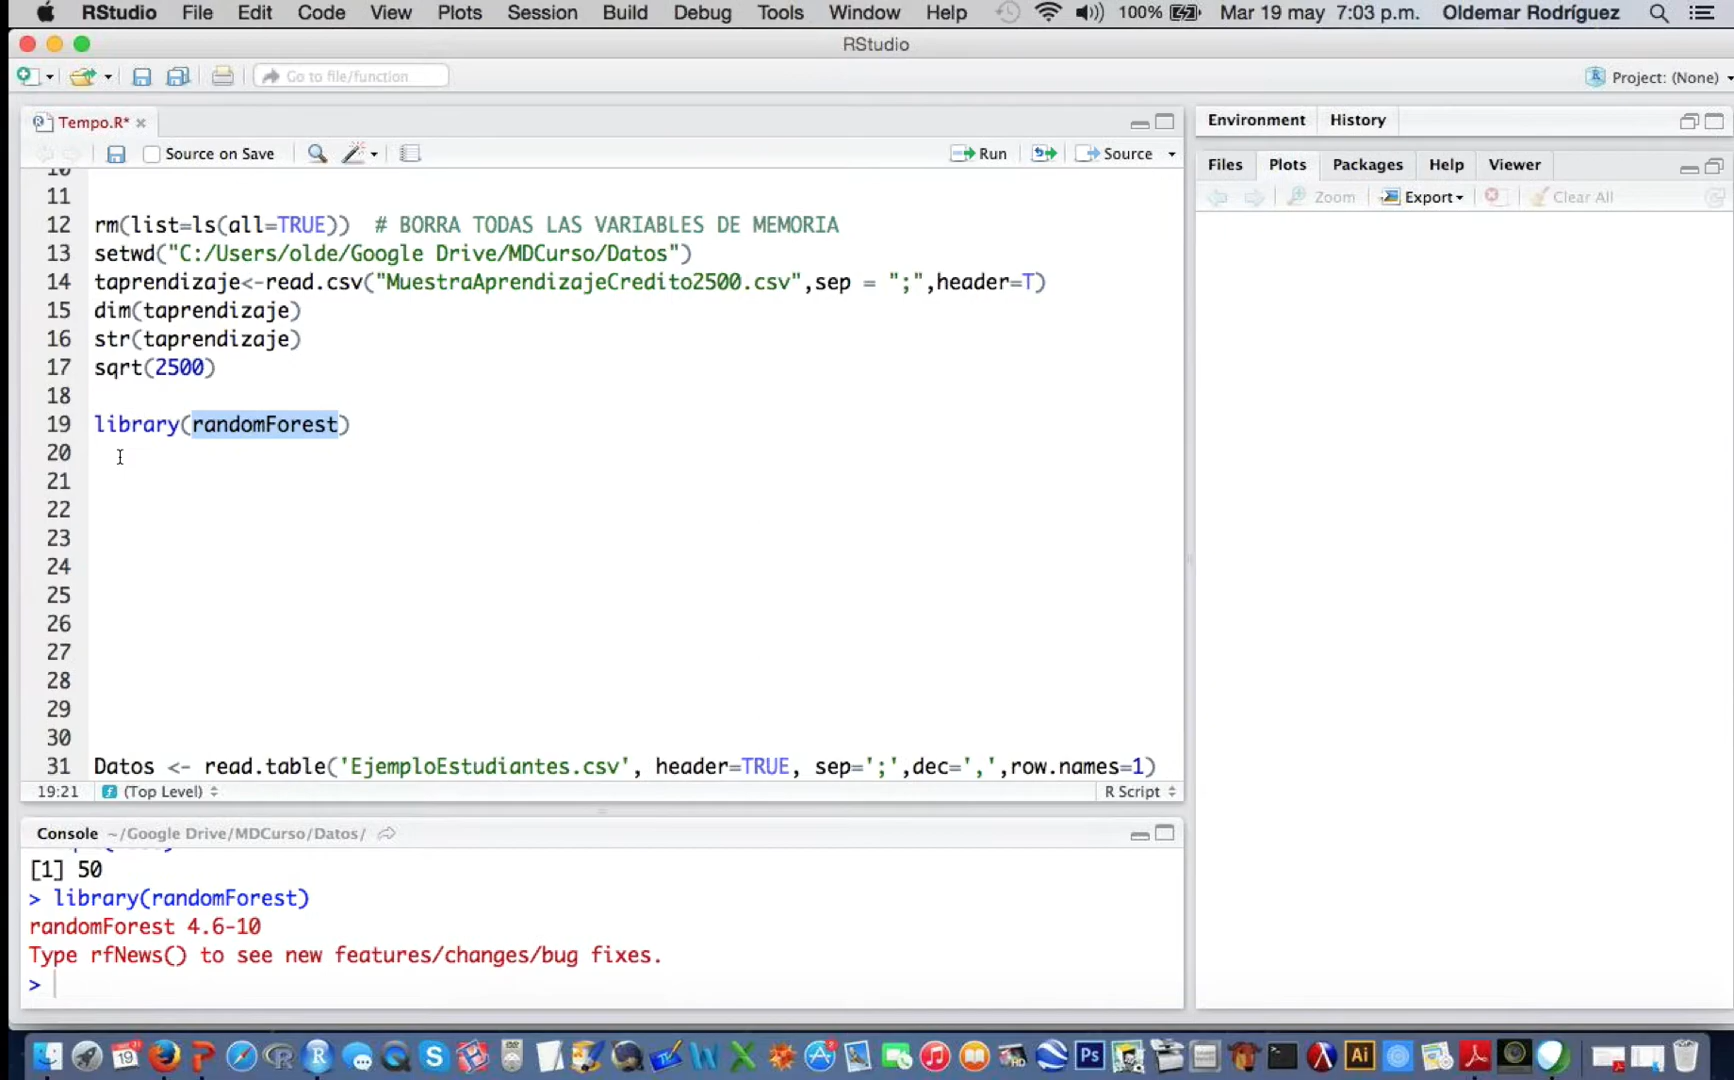 RStudio File Edit Code View Plots Session Build Debug Tools Window Help 100% Mar 19 may 7:03 p.m. Oldemar Rodríguez
RStudio
Go to file/function Project: (None)
Tempo.R*
Source on Save Run Source
10
11
12 rm(list=ls(all=TRUE)) # BORRA TODAS LAS VARIABLES DE MEMORIA
13 setwd("C:/Users/olde/Google Drive/MDCurso/Datos")
14 taprendizaje<-read.csv("MuestraAprendizajeCredito2500.csv",sep = ";",header=T)
15 dim(taprendizaje)
16 str(taprendizaje)
17 sqrt(2500)
18
19 library(randomForest)
20
21
22
23
24
25
26
27
28
29
30
31 Datos <- read.table('EjemploEstudiantes.csv', header=TRUE, sep=';',dec=',',row.names=1)
19:21 (Top Level) R Script
Console ~/Google Drive/MDCurso/Datos/
[1] 50
> library(randomForest)
randomForest 4.6-10
Type rfNews() to see new features/changes/bug fixes.
>
Environment History
Files Plots Packages Help Viewer
Zoom Export Clear All
19
Ps
Ai